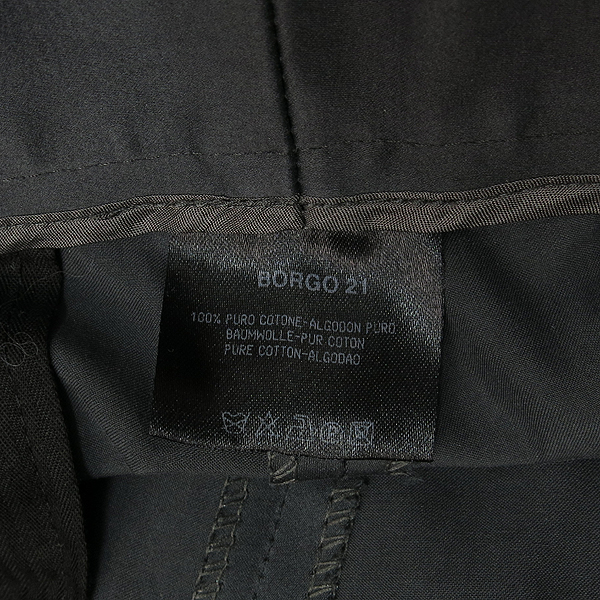 BORGO 21
100% PURO COTONE-ALGODON PURO
BAUMWOLLE-PUR COTON
PURE COTTON-ALGODAO